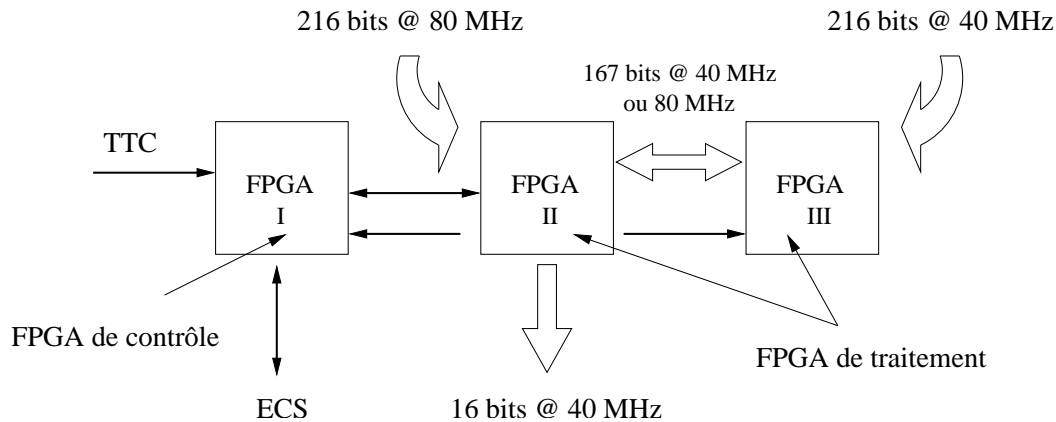 216 bits @ 80 MHz
216 bits @ 40 MHz
167 bits @ 40 MHz
ou 80 MHz
TTC
FPGA
I
FPGA
II
FPGA
III
FPGA de contrôle
FPGA de traitement
ECS
16 bits @ 40 MHz